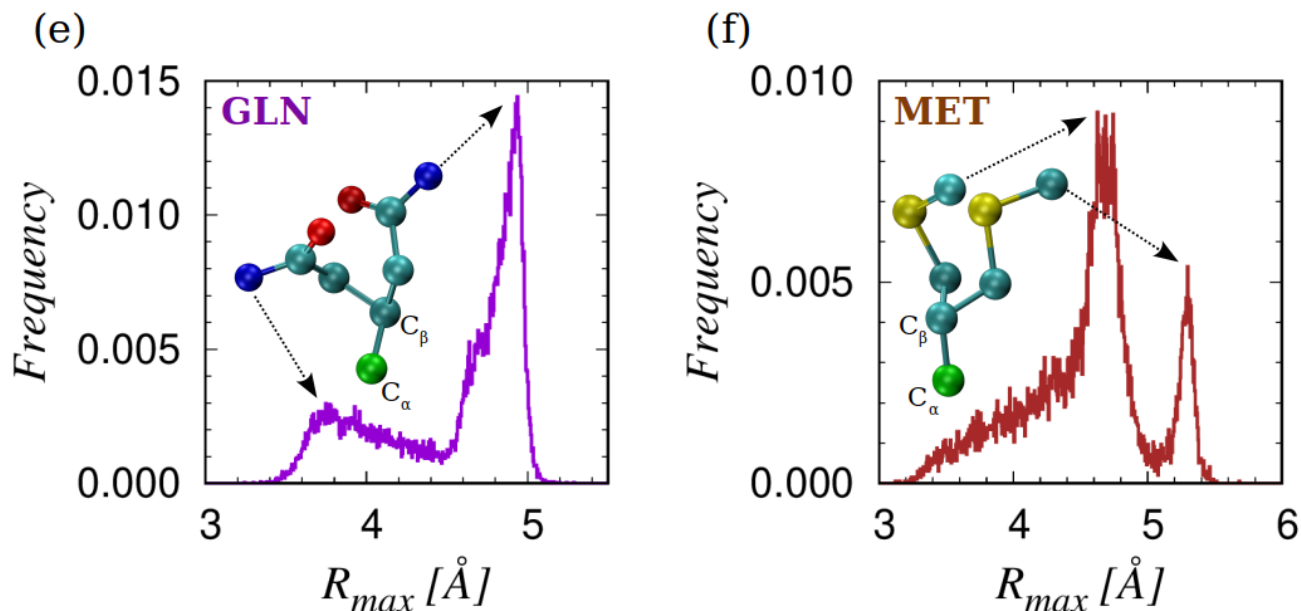 (e)
GLN
0.015
0.010
0.005
0.000
Frequency
3 4 5
R_max [Å]
C_β
C_α
(f)
MET
0.010
0.005
0.000
Frequency
3 4 5 6
R_max [Å]
C_β
C_α